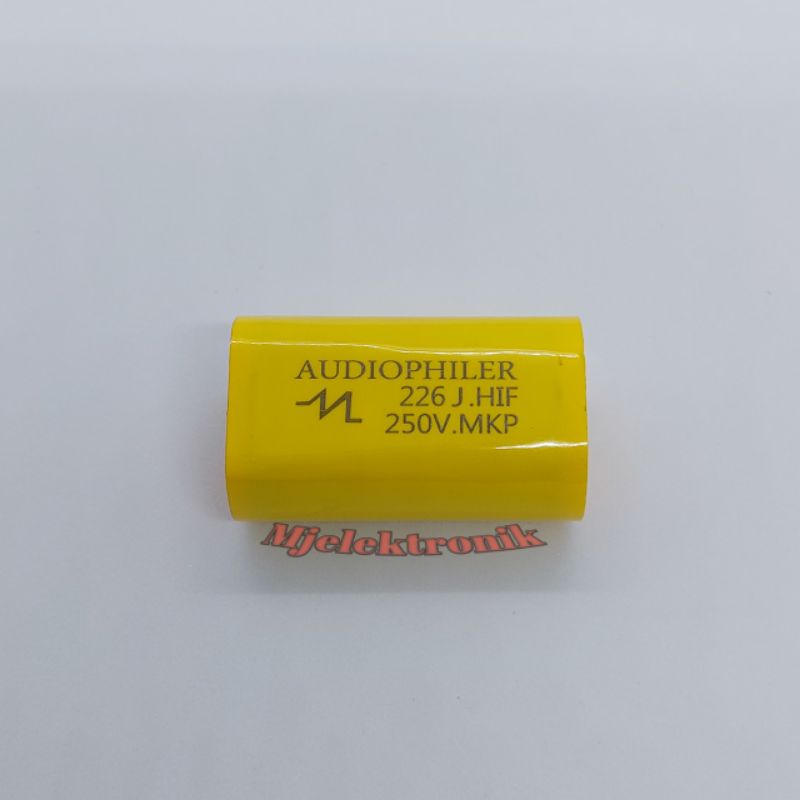 AUDIOPHILER
226 J.HIF
250V.MKP
Mjelektronik